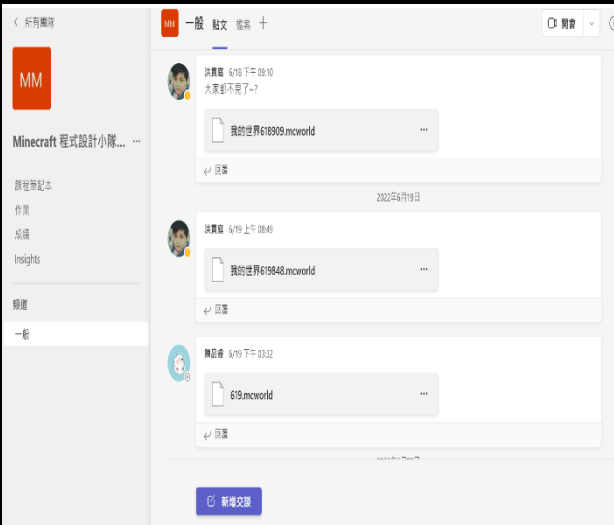 所有團隊
MM
Minecraft 程式設計小隊...
課程筆記本
作業
成績
Insights
頻道
一般
MM 一般 貼文 檔案
開會
洪貫庭 6/18 下午 09:10
大家都不見了~?
我的世界618909.mcworld
回覆
2022年6月19日
洪貫庭 6/19 上午 08:49
我的世界619848.mcworld
回覆
陳品睿 6/19 下午 03:32
619.mcworld
回覆
新增交談